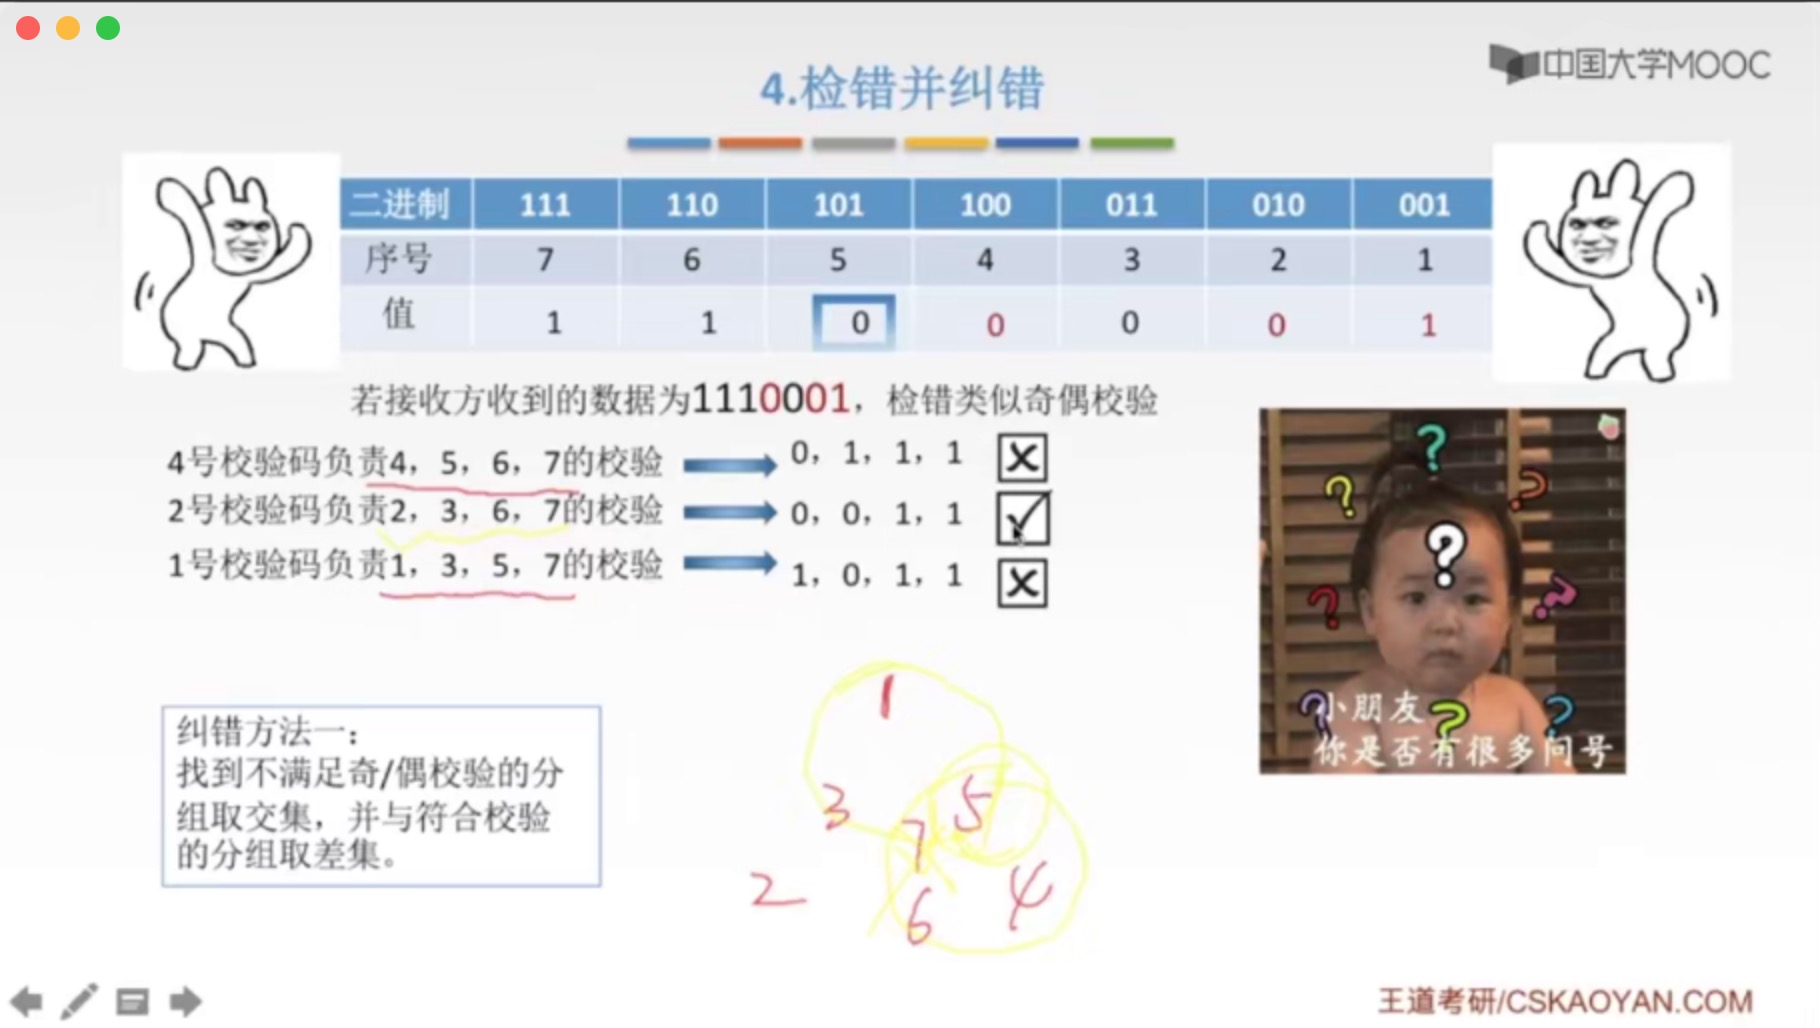 中国大学MOOC
4.检错并纠错
二进制 111 110 101 100 011 010 001
序号 7 6 5 4 3 2 1
值 1 1 0 0 0 0 1
若接收方收到的数据为1110001，检错类似奇偶校验
4号校验码负责4，5，6，7的校验 0，1，1，1
2号校验码负责2，3，6，7的校验 0，0，1，1
1号校验码负责1，3，5，7的校验 1，0，1，1
纠错方法一：
找到不满足奇/偶校验的分
组取交集，并与符合校验
的分组取差集。
1
3 7 5
2 6 4
小朋友
你是否有很多问号
王道考研/CSKAOYAN.COM